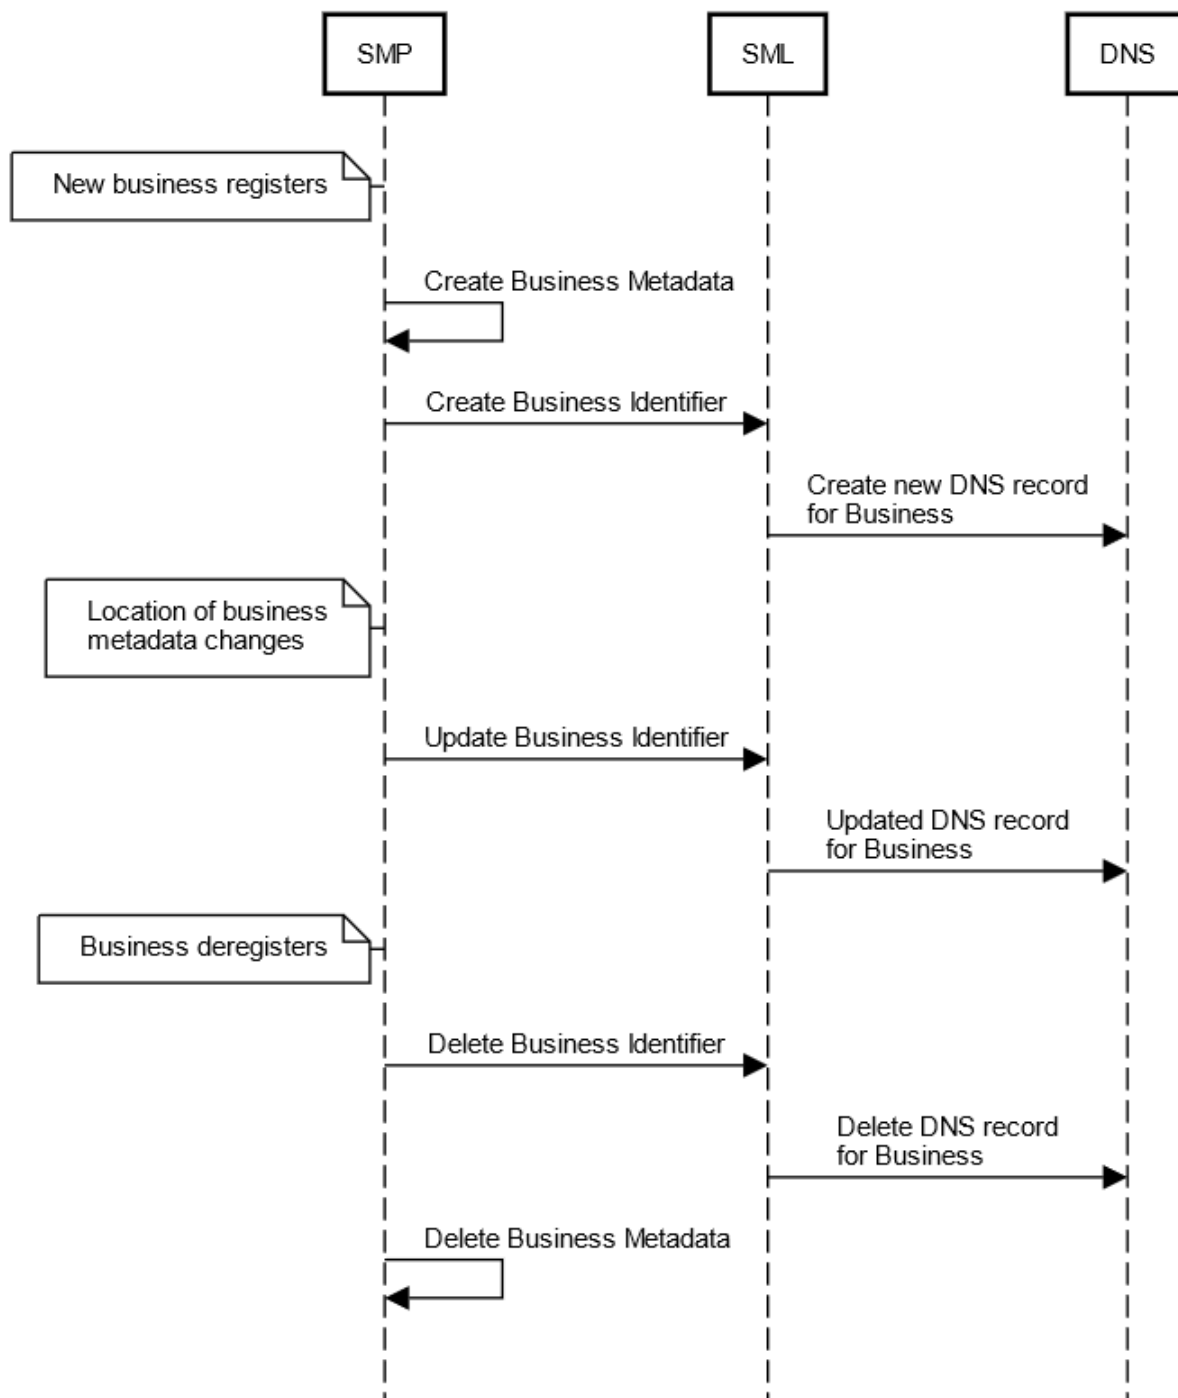 SMP
SML
DNS
New business registers
Create Business Metadata
Create Business Identifier
Create new DNS record
for Business
Location of business
metadata changes
Update Business Identifier
Updated DNS record
for Business
Business deregisters
Delete Business Identifier
Delete DNS record
for Business
Delete Business Metadata